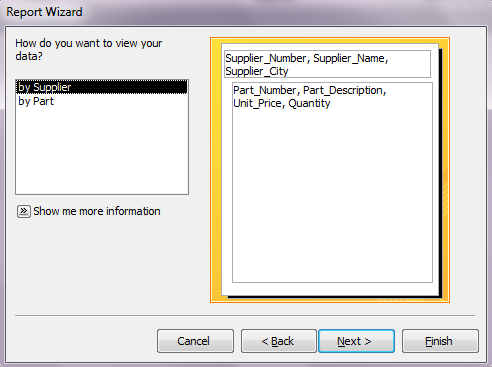 Report Wizard
How do you want to view your
data?
by Supplier
by Part
Show me more information
Supplier_Number, Supplier_Name,
Supplier_City
Part_Number, Part_Description,
Unit_Price, Quantity
Cancel
< Back
Next >
Finish